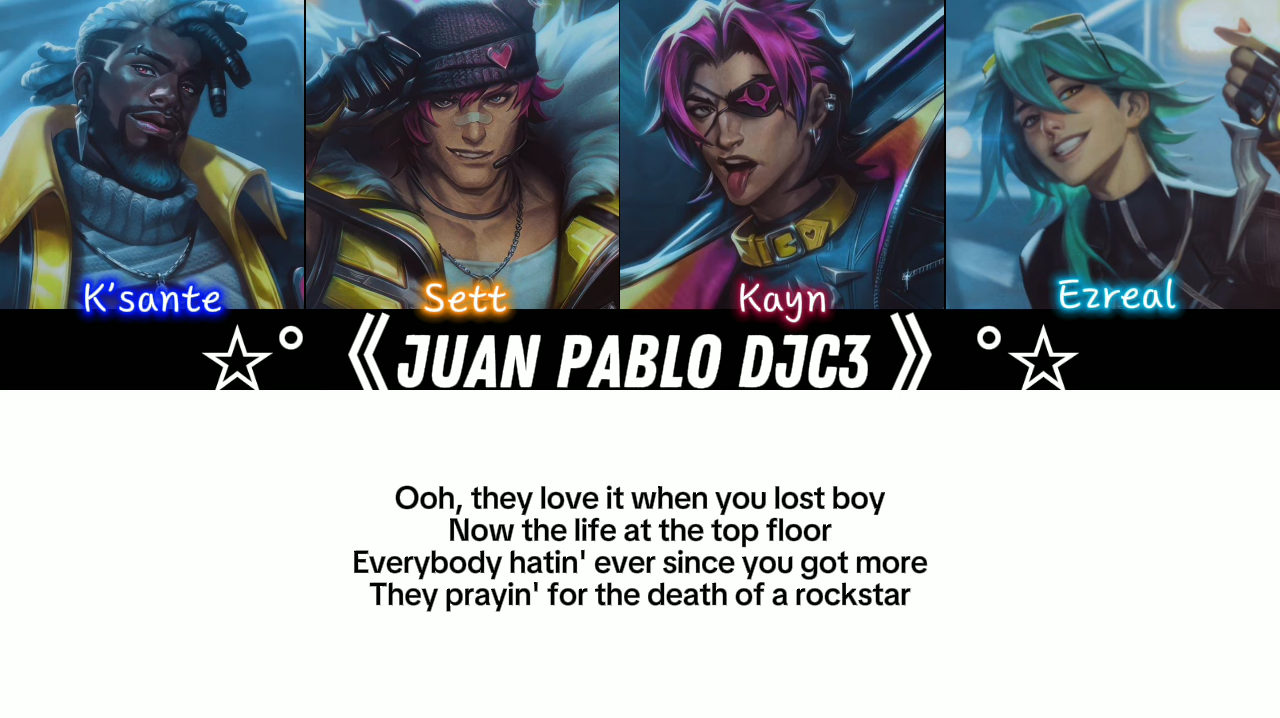 K'sante Sett Kayn Ezreal
☆° 《JUAN PABLO DJC3》 °☆
Ooh, they love it when you lost boy
Now the life at the top floor
Everybody hatin' ever since you got more
They prayin' for the death of a rockstar